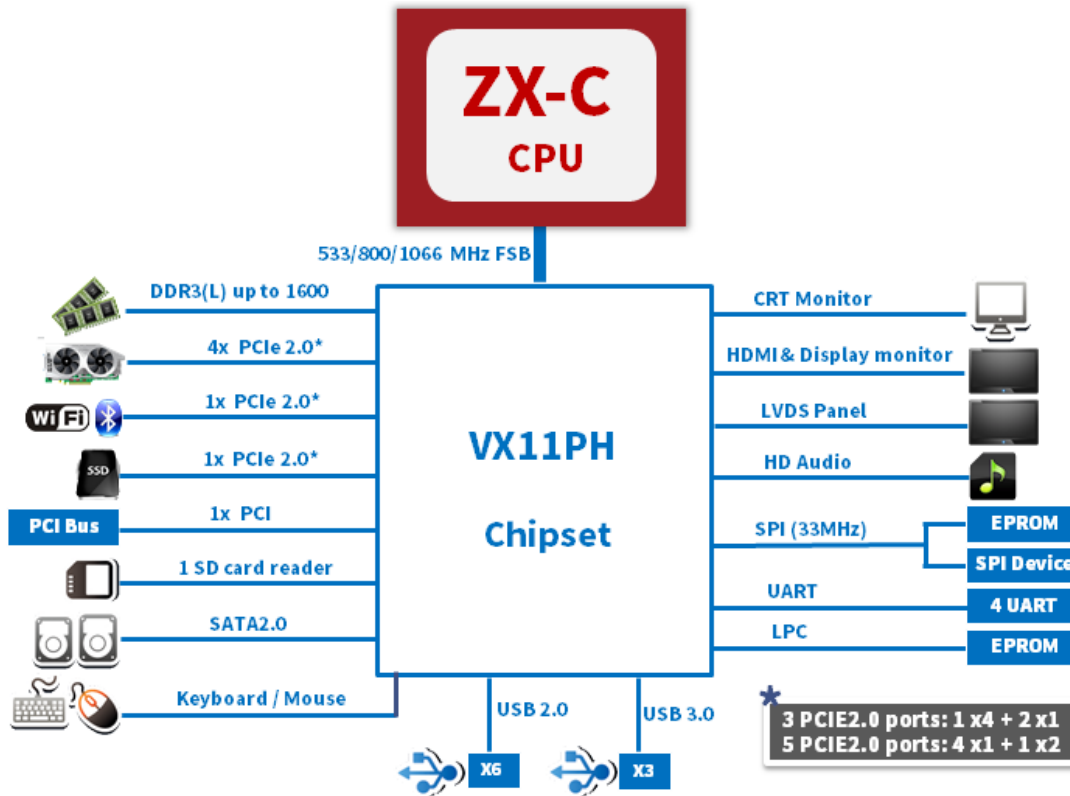 ZX-C
CPU
533/800/1066 MHz FSB
DDR3(L) up to 1600
4x PCIe 2.0*
1x PCIe 2.0*
WiFi
1x PCIe 2.0*
SSD
1x PCI
PCI Bus
1 SD card reader
SATA2.0
Keyboard / Mouse
VX11PH
Chipset
CRT Monitor
HDMI & Display monitor
LVDS Panel
HD Audio
SPI (33MHz)
EPROM
SPI Device
UART
4 UART
LPC
EPROM
USB 2.0
X6
USB 3.0
X3
*
3 PCIE2.0 ports: 1 x4 + 2 x1
5 PCIE2.0 ports: 4 x1 + 1 x2